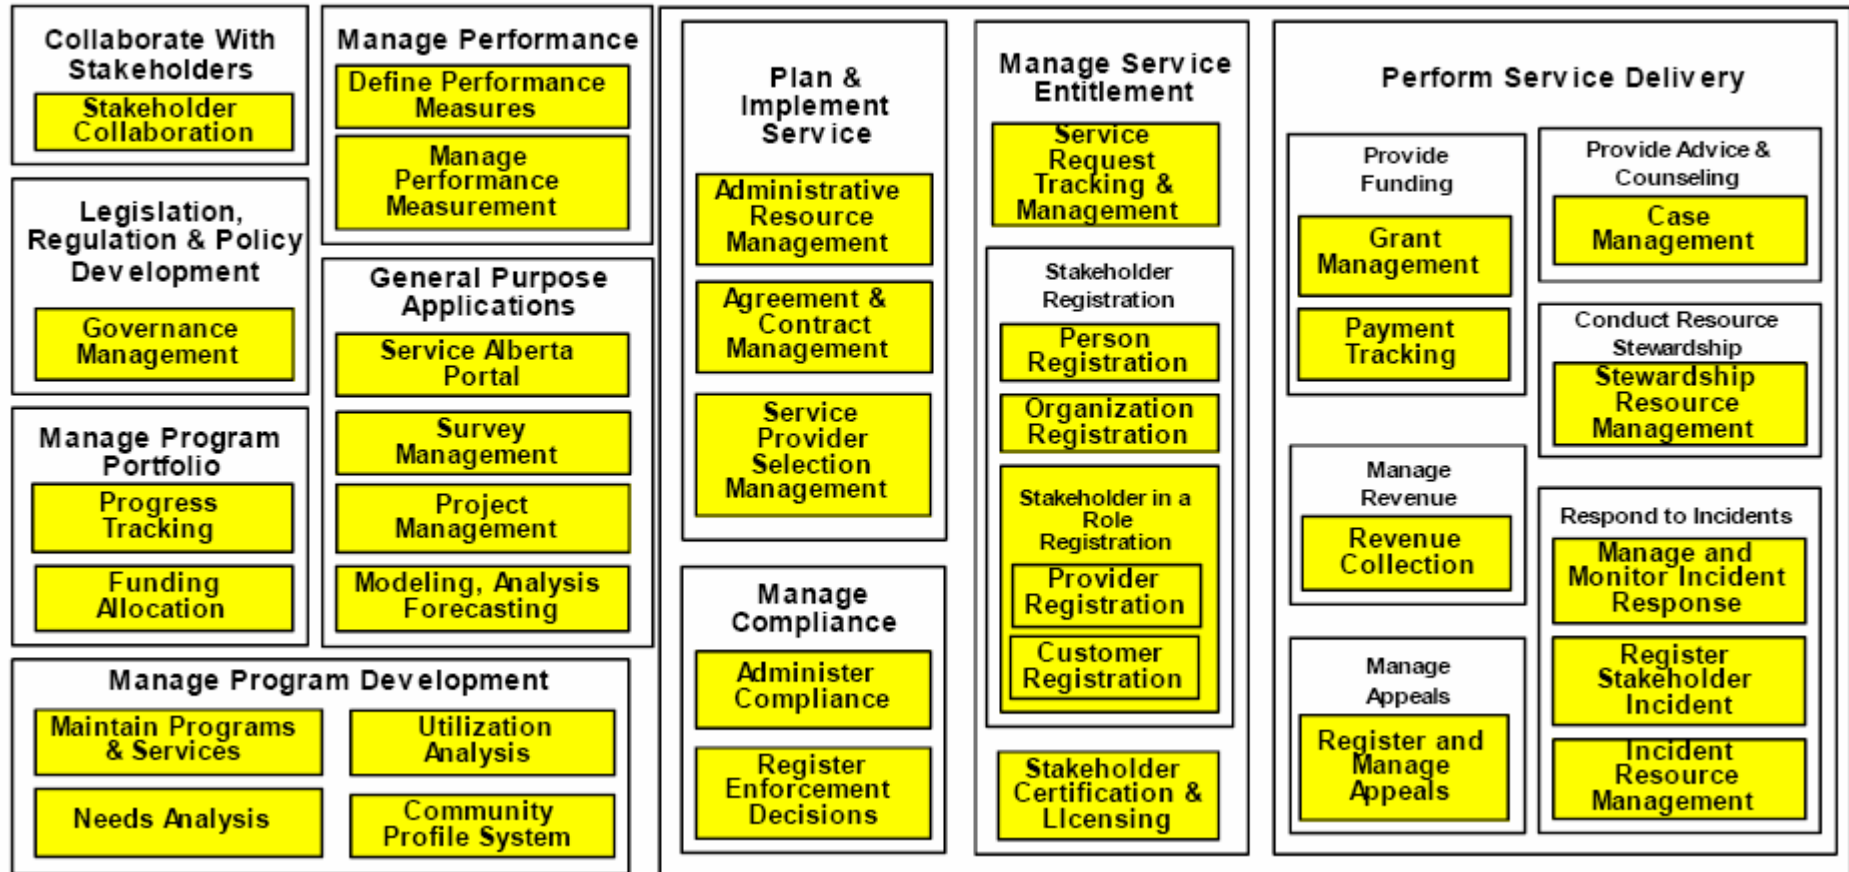 Collaborate With
Stakeholders
Stakeholder
Collaboration
Legislation,
Regulation & Policy
Development
Governance
Management
Manage Program
Portfolio
Progress
Tracking
Funding
Allocation
Manage Performance
Define Performance
Measures
Manage
Performance
Measurement
General Purpose
Applications
Service Alberta
Portal
Survey
Management
Project
Management
Modeling, Analysis
Forecasting
Manage Program Development
Maintain Programs
& Services
Utilization
Analysis
Needs Analysis
Community
Profile System
Plan &
Implement
Service
Administrative
Resource
Management
Agreement &
Contract
Management
Service
Provider
Selection
Management
Manage
Compliance
Administer
Compliance
Register
Enforcement
Decisions
Manage Service
Entitlement
Service
Request
Tracking &
Management
Stakeholder
Registration
Person
Registration
Organization
Registration
Stakeholder in a
Role
Registration
Provider
Registration
Customer
Registration
Stakeholder
Certification &
LIcensing
Perform Service Delivery
Provide
Funding
Grant
Management
Payment
Tracking
Manage
Revenue
Revenue
Collection
Manage
Appeals
Register and
Manage
Appeals
Provide Advice &
Counseling
Case
Management
Conduct Resource
Stewardship
Stewardship
Resource
Management
Respond to Incidents
Manage and
Monitor Incident
Response
Register
Stakeholder
Incident
Incident
Resource
Management